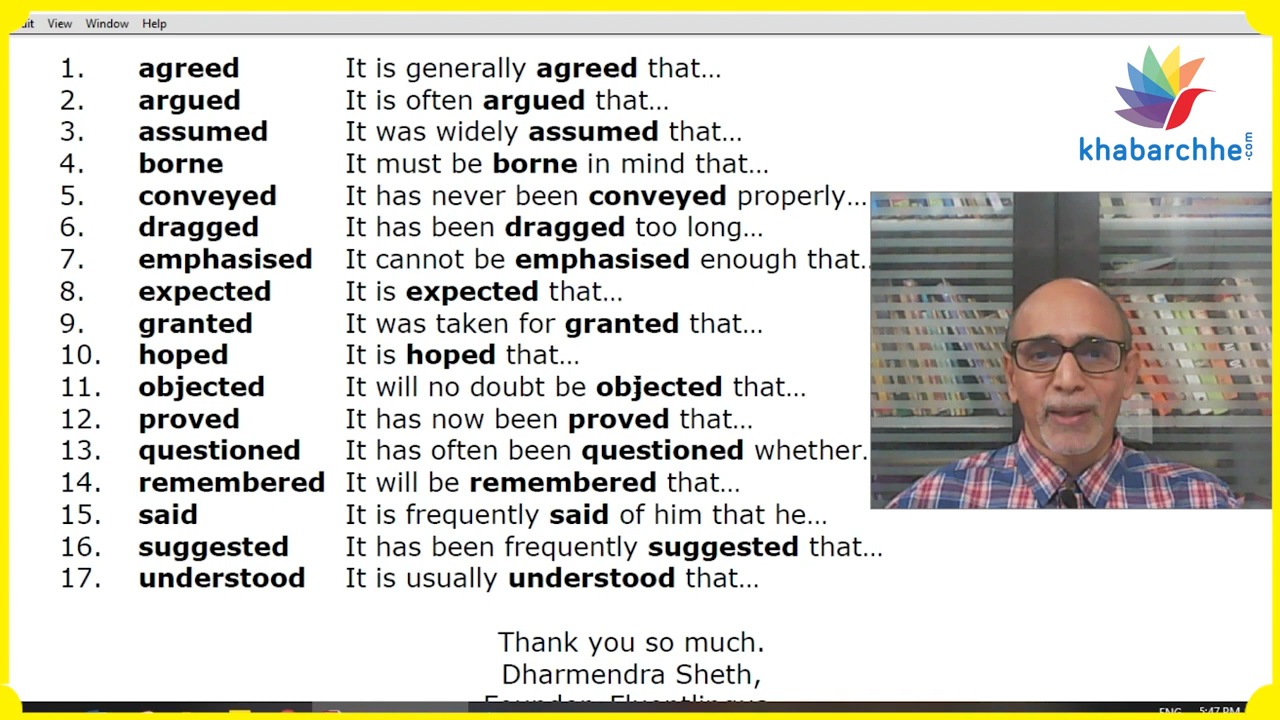 View Window Help
1. agreed It is generally agreed that...
2. argued It is often argued that...
3. assumed It was widely assumed that...
4. borne It must be borne in mind that...
5. conveyed It has never been conveyed properly...
6. dragged It has been dragged too long...
7. emphasised It cannot be emphasised enough that..
8. expected It is expected that...
9. granted It was taken for granted that...
10. hoped It is hoped that...
11. objected It will no doubt be objected that...
12. proved It has now been proved that...
13. questioned It has often been questioned whether.
14. remembered It will be remembered that...
15. said It is frequently said of him that he...
16. suggested It has been frequently suggested that...
17. understood It is usually understood that...
Thank you so much.
Dharmendra Sheth,
khabarchhe.com
ENG 5:47 PM